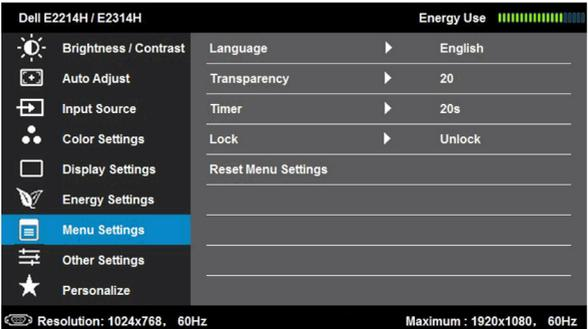 Dell E2214H / E2314H Energy Use
Brightness / Contrast Language English
Auto Adjust Transparency 20
Input Source Timer 20s
Color Settings Lock Unlock
Display Settings Reset Menu Settings
Energy Settings
Menu Settings
Other Settings
Personalize
Resolution: 1024x768, 60Hz Maximum : 1920x1080, 60Hz